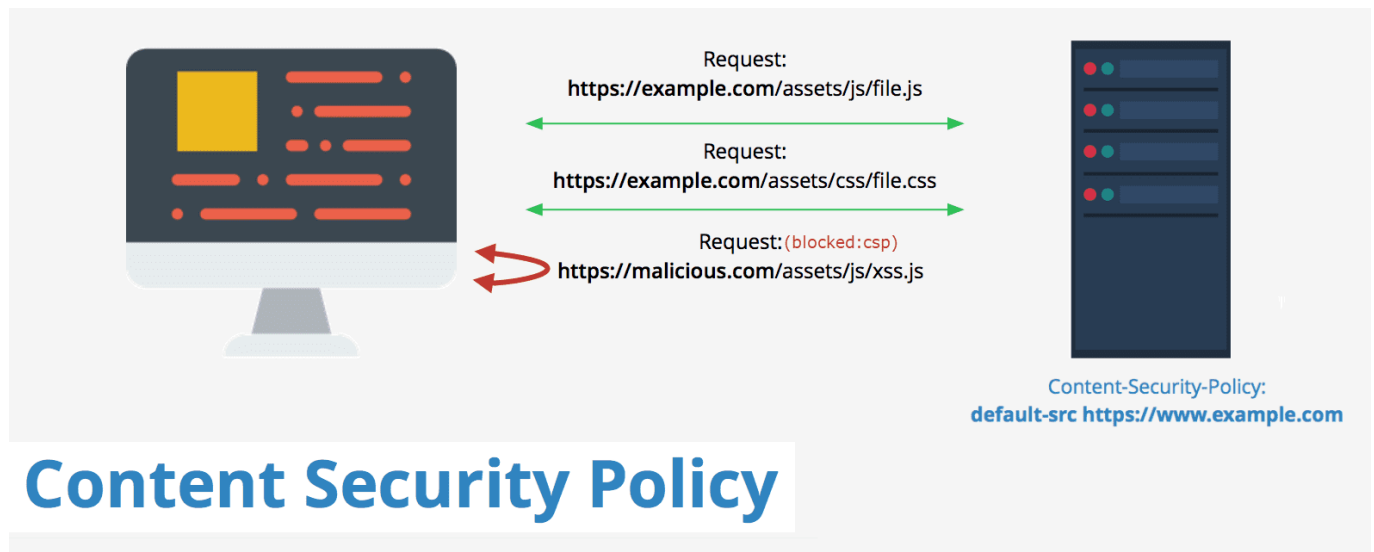 Request:
https://example.com/assets/js/file.js
Request:
https://example.com/assets/css/file.css
Request:(blocked:csp)
https://malicious.com/assets/js/xss.js
Content-Security-Policy:
default-src https://www.example.com
Content Security Policy